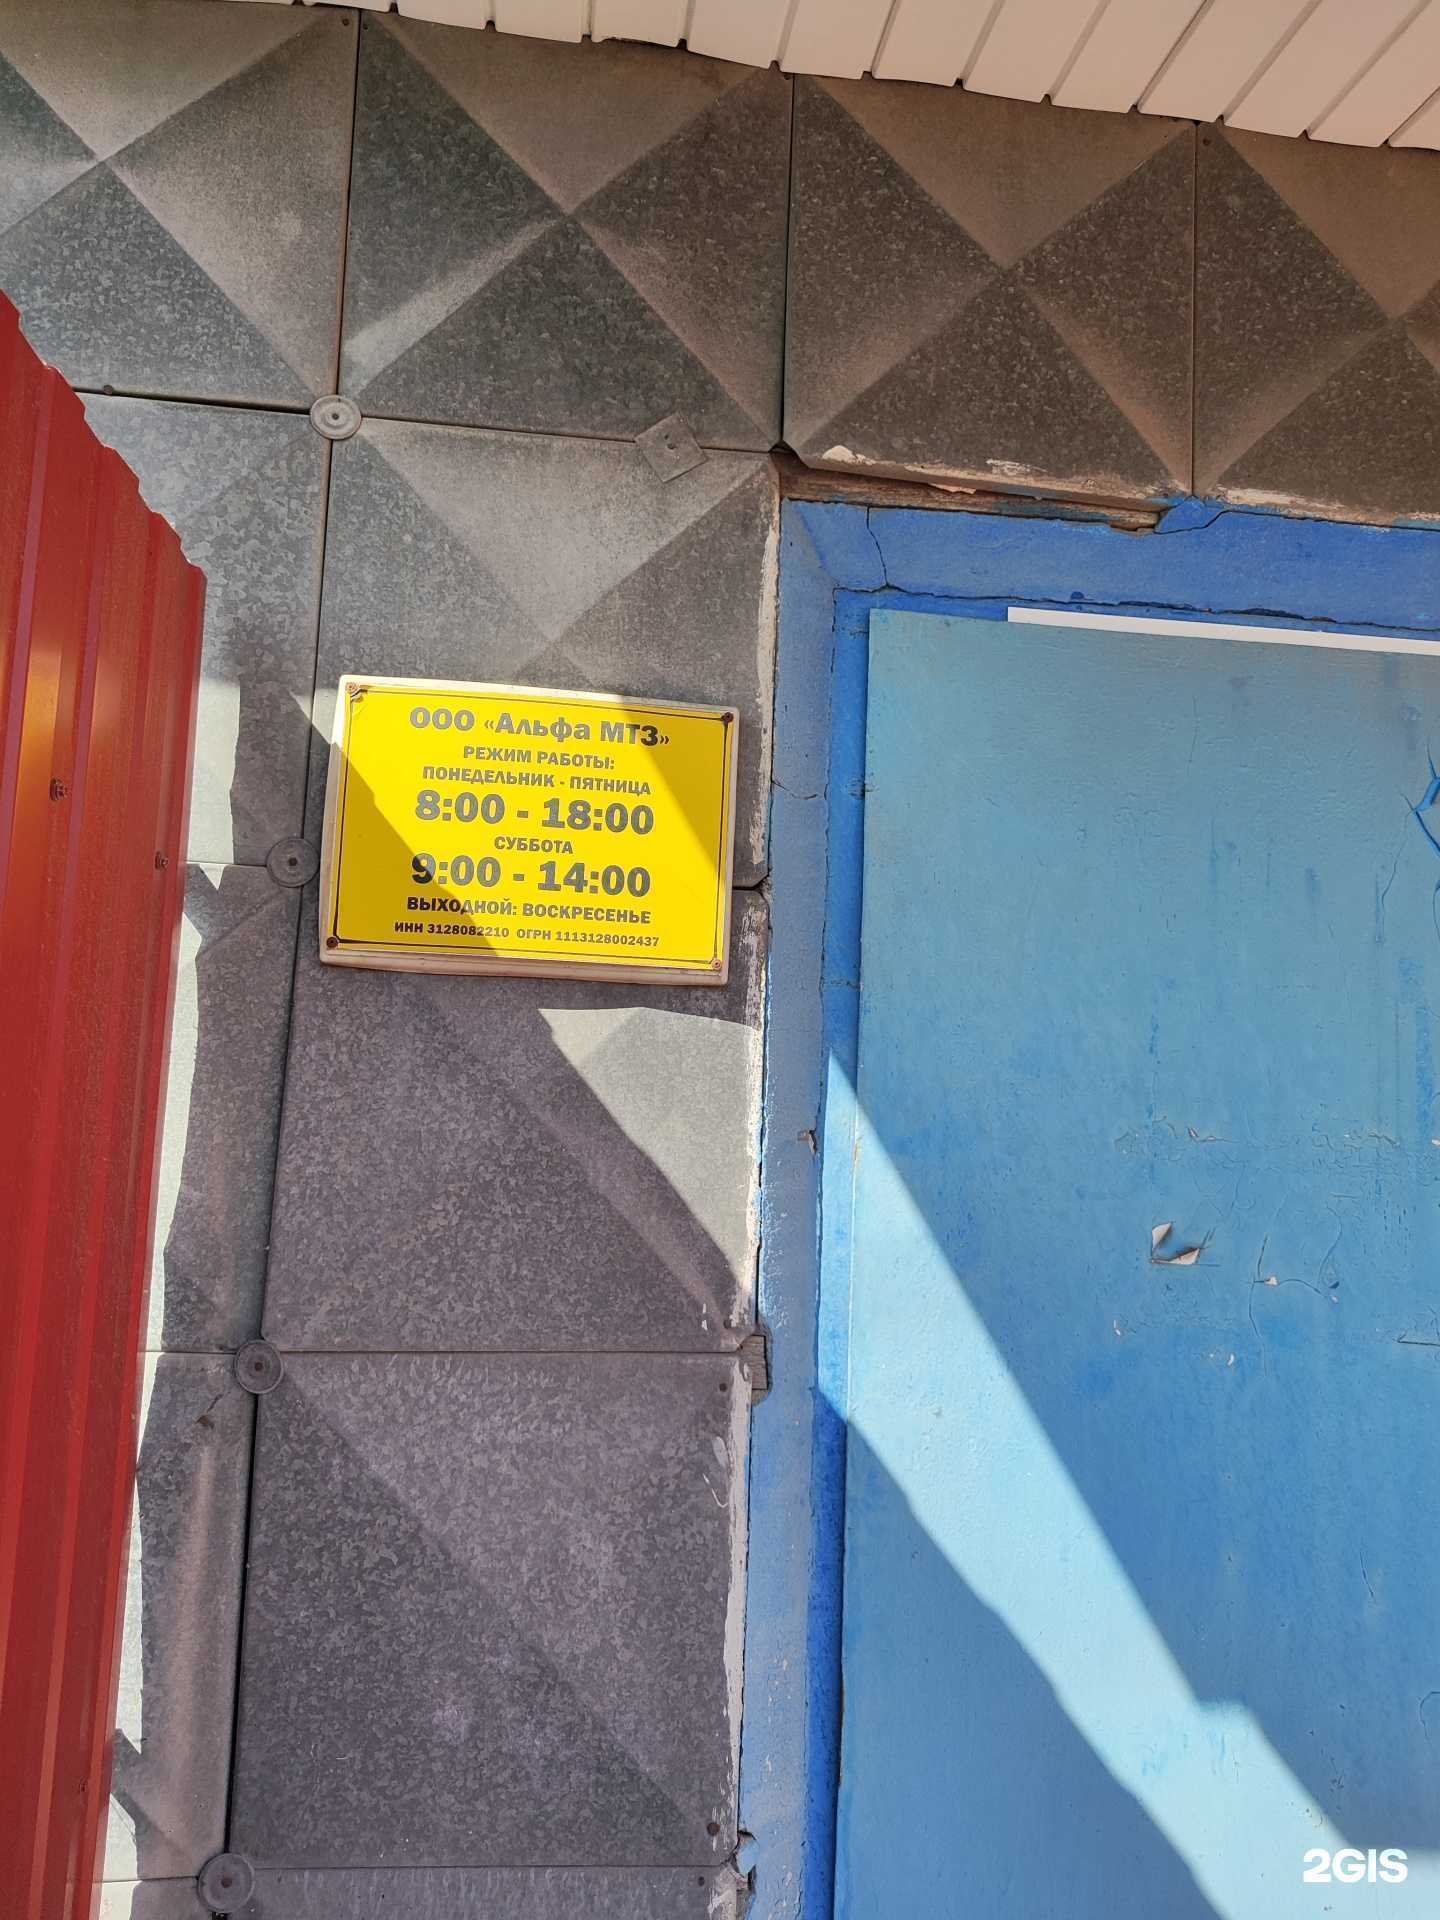 ООО «Альфа МТЗ»
РЕЖИМ РАБОТЫ:
ПОНЕДЕЛЬНИК - ПЯТНИЦА
8:00 - 18:00
СУББОТА
9:00 - 14:00
ВЫХОДНОЙ: ВОСКРЕСЕНЬЕ
ИНН 3128082210 ОГРН 1113128002437
2GIS